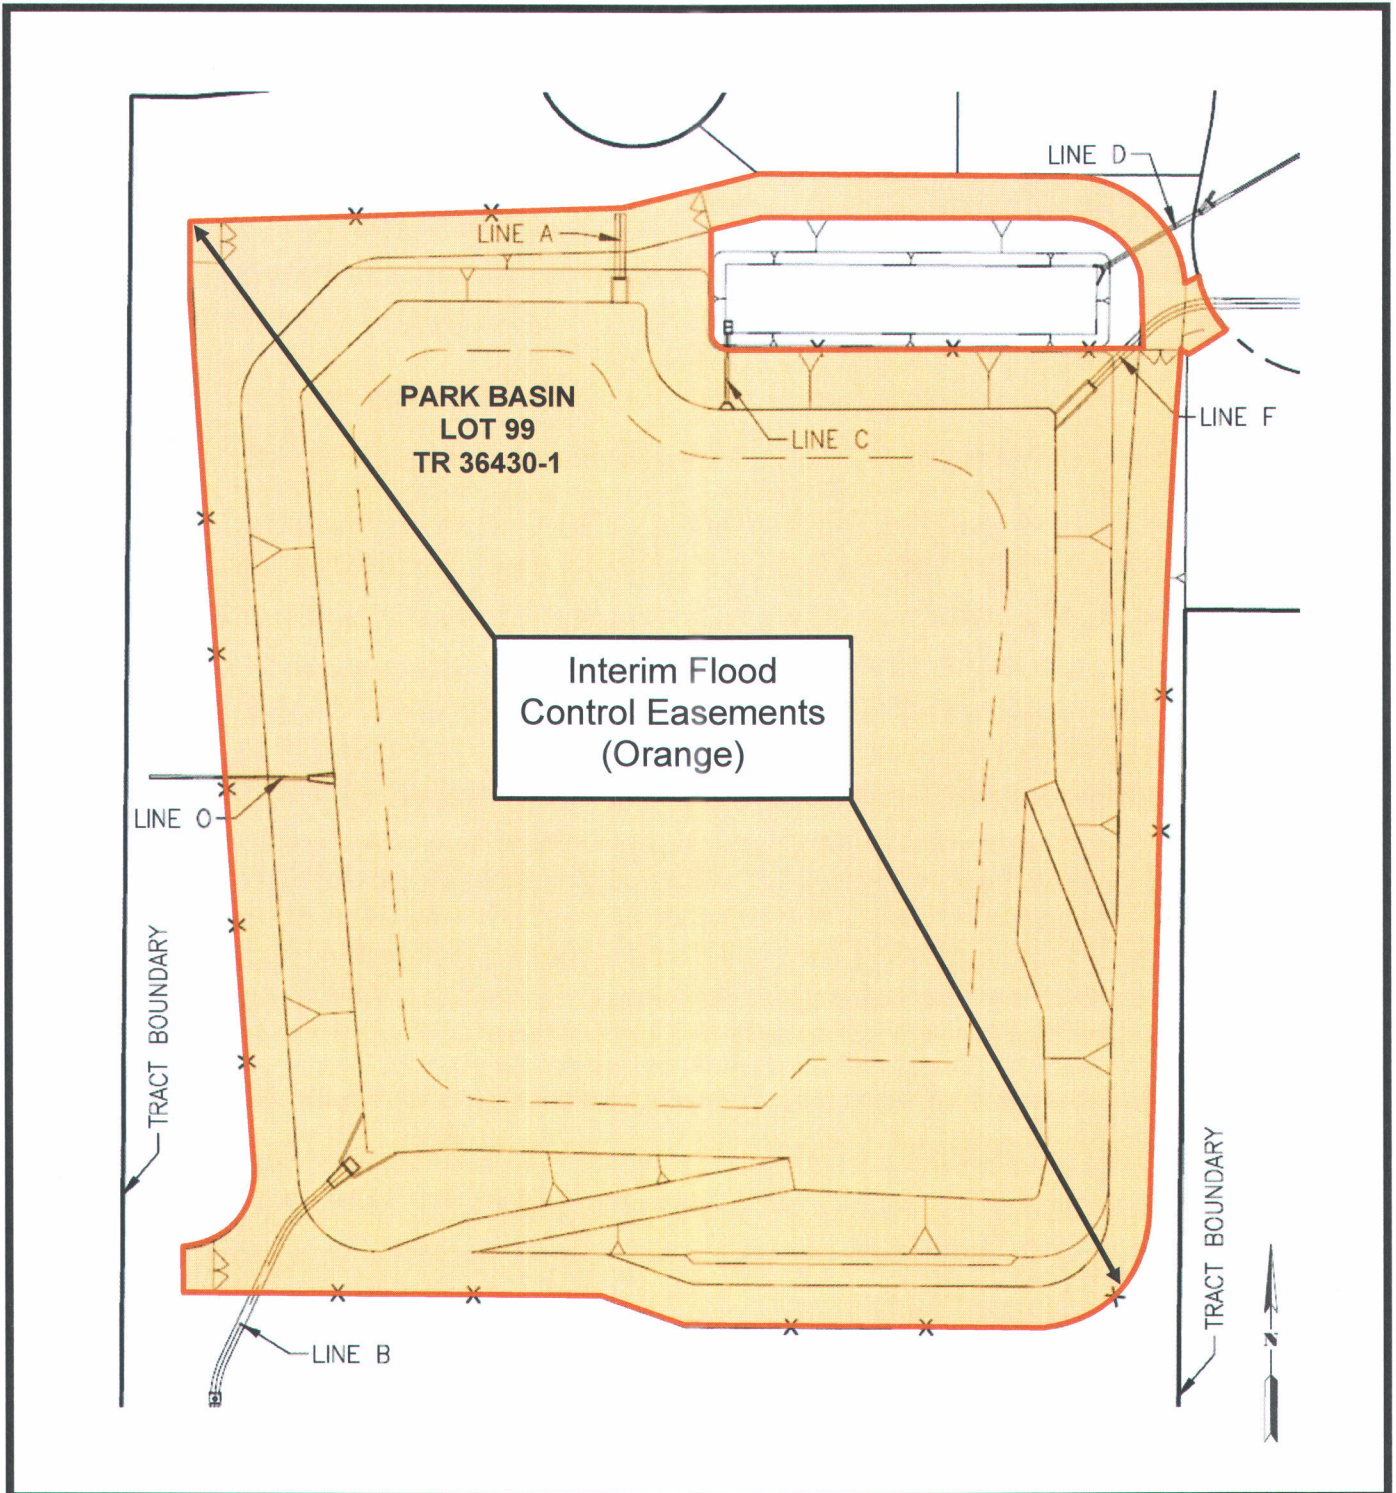 LINE D
LINE A
PARK BASIN
LOT 99
TR 36430-1
LINE C
LINE F
Interim Flood
Control Easements
(Orange)
LINE O
TRACT BOUNDARY
TRACT BOUNDARY
N
LINE B